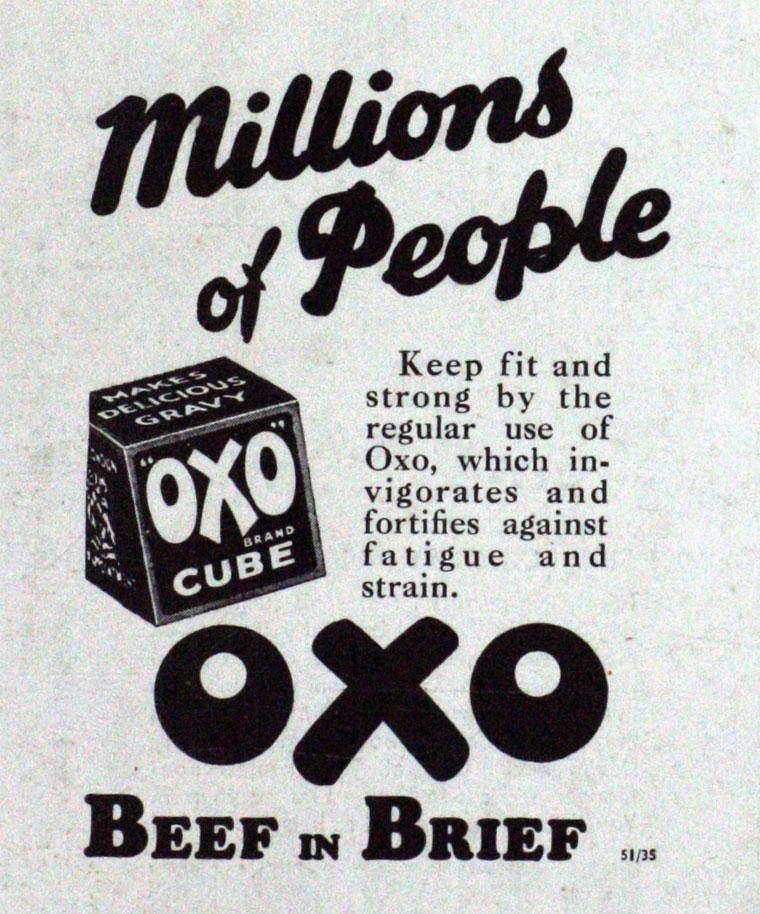 Millions
of People
MAKES
DELICIOUS
GRAVY
"OXO"
BRAND
CUBE
Keep fit and
strong by the
regular use of
Oxo, which in-
vigorates and
fortifies against
fatigue and
strain.
OXO
BEEF IN BRIEF
51/35